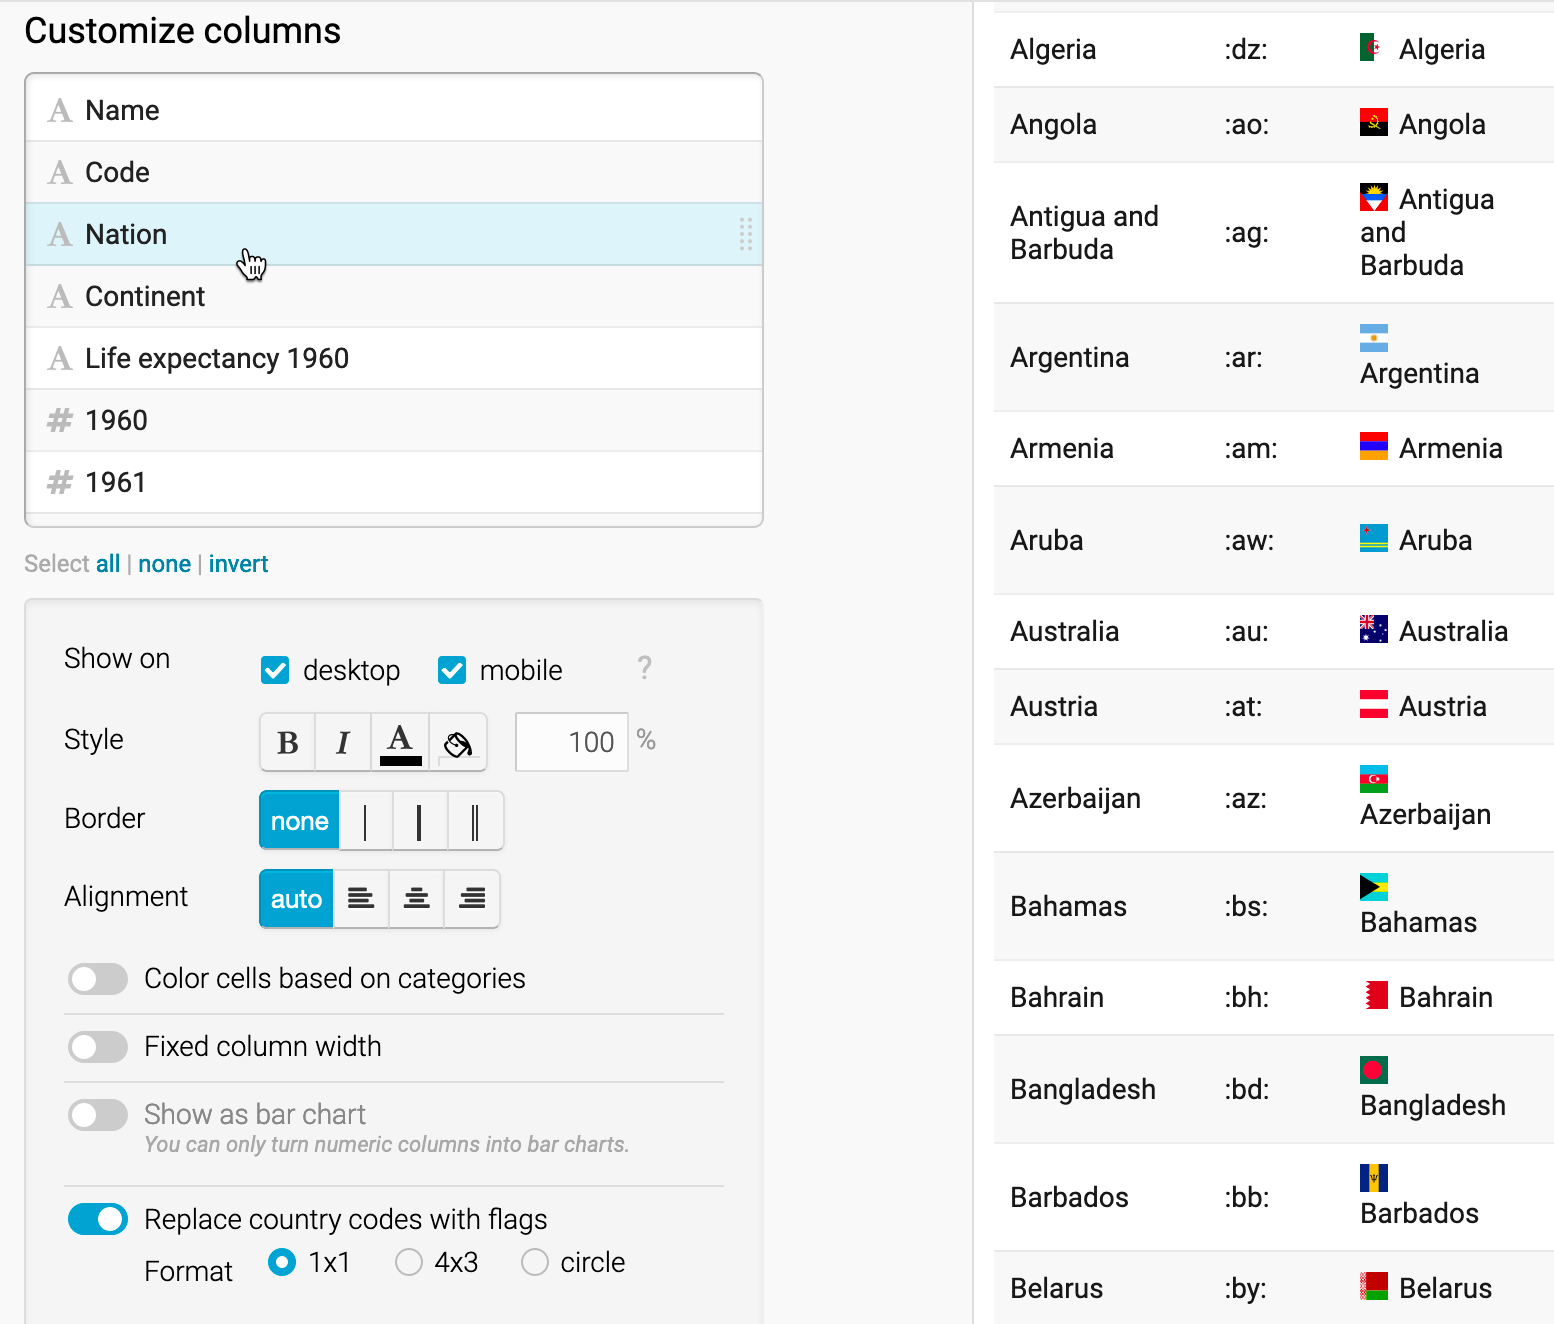 Customize columns
A Name
A Code
A Nation
A Continent
A Life expectancy 1960
# 1960
# 1961
Select all | none | invert
Show on desktop mobile ?
Style B I A 100 %
Border none
Alignment auto
Color cells based on categories
Fixed column width
Show as bar chart
You can only turn numeric columns into bar charts.
Replace country codes with flags
Format 1x1 4x3 circle
Algeria :dz: Algeria
Angola :ao: Angola
Antigua and
Barbuda
:ag:
Antigua
and
Barbuda
Argentina :ar:
Argentina
Armenia :am: Armenia
Aruba :aw: Aruba
Australia :au: Australia
Austria :at: Austria
Azerbaijan :az:
Azerbaijan
Bahamas :bs:
Bahamas
Bahrain :bh: Bahrain
Bangladesh :bd:
Bangladesh
Barbados :bb:
Barbados
Belarus :by: Belarus